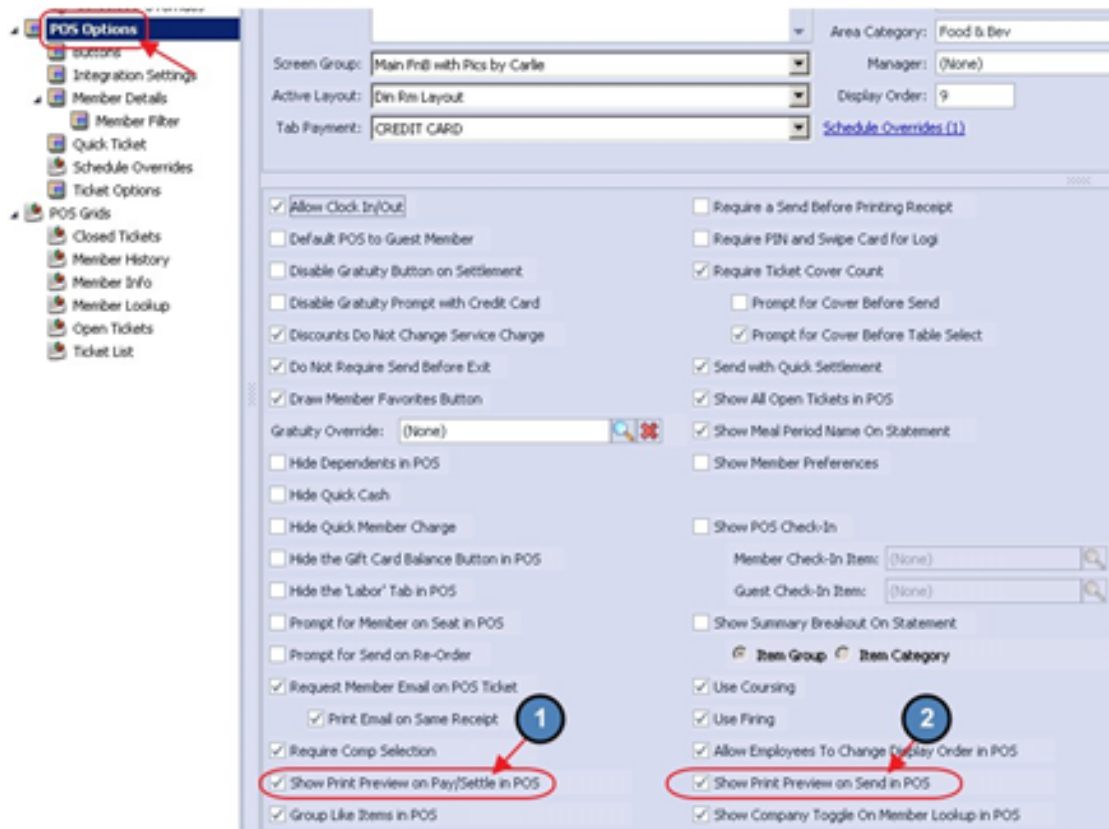 POS Options
Buttons
Integration Settings
Member Details
Member Filter
Quick Ticket
Schedule Overrides
Ticket Options
POS Grids
Closed Tickets
Member History
Member Info
Member Lookup
Open Tickets
Ticket List
Area Category: Food & Bev
Screen Group: Main FnB with Pics by Carlie
Manager: (None)
Active Layout: Din Rm Layout
Display Order: 9
Tab Payment: CREDIT CARD
Schedule Overrides (1)
Allow Clock In/Out
Require a Send Before Printing Receipt
Default POS to Guest Member
Require PIN and Swipe Card for Logi
Disable Gratuity Button on Settlement
Require Ticket Cover Count
Disable Gratuity Prompt with Credit Card
Prompt for Cover Before Send
Discounts Do Not Change Service Charge
Prompt for Cover Before Table Select
Do Not Require Send Before Exit
Send with Quick Settlement
Draw Member Favorites Button
Show All Open Tickets in POS
Gratuity Override: (None)
Show Meal Period Name On Statement
Hide Dependents in POS
Show Member Preferences
Hide Quick Cash
Hide Quick Member Charge
Show POS Check-In
Hide the Gift Card Balance Button in POS
Member Check-In Item: (None)
Hide the 'Labor' Tab in POS
Guest Check-In Item: (None)
Prompt for Member on Seat in POS
Show Summary Breakout On Statement
Prompt for Send on Re-Order
Item Group Item Category
Request Member Email on POS Ticket
Use Coursing
Print Email on Same Receipt
1
Use Firing
2
Require Comp Selection
Allow Employees To Change Display Order in POS
Show Print Preview on Pay/Settle in POS
Show Print Preview on Send in POS
Group Like Items in POS
Show Company Toggle On Member Lookup in POS